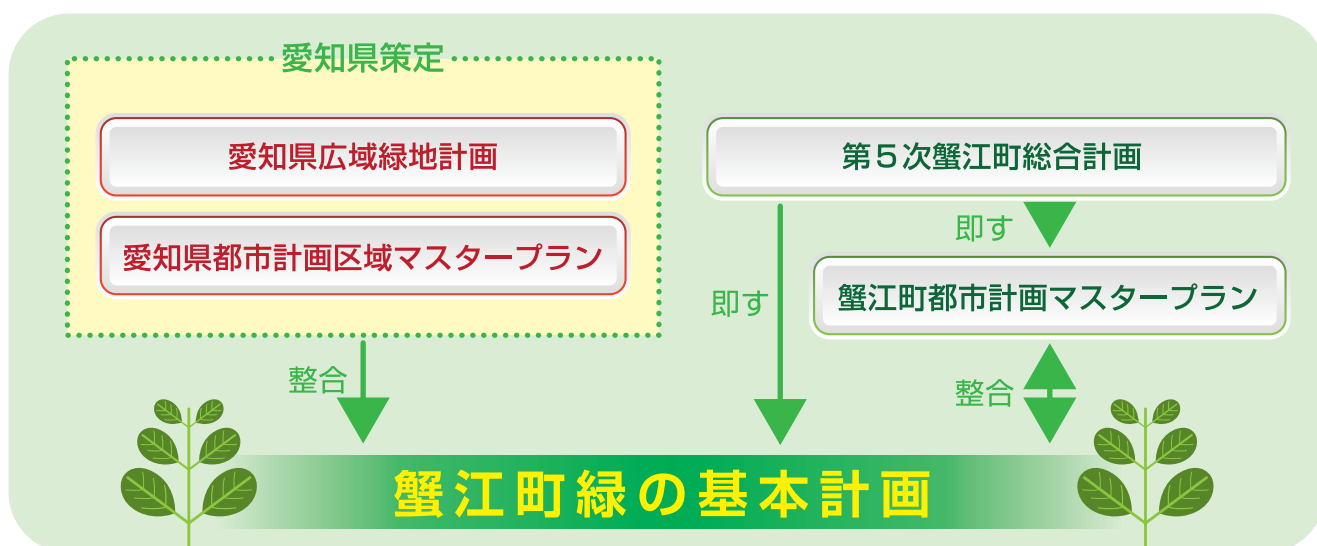 愛知県策定
愛知県広域緑地計画
愛知県都市計画区域マスタープラン
整合
第５次蟹江町総合計画
即す
即す
蟹江町都市計画マスタープラン
整合
蟹江町緑の基本計画